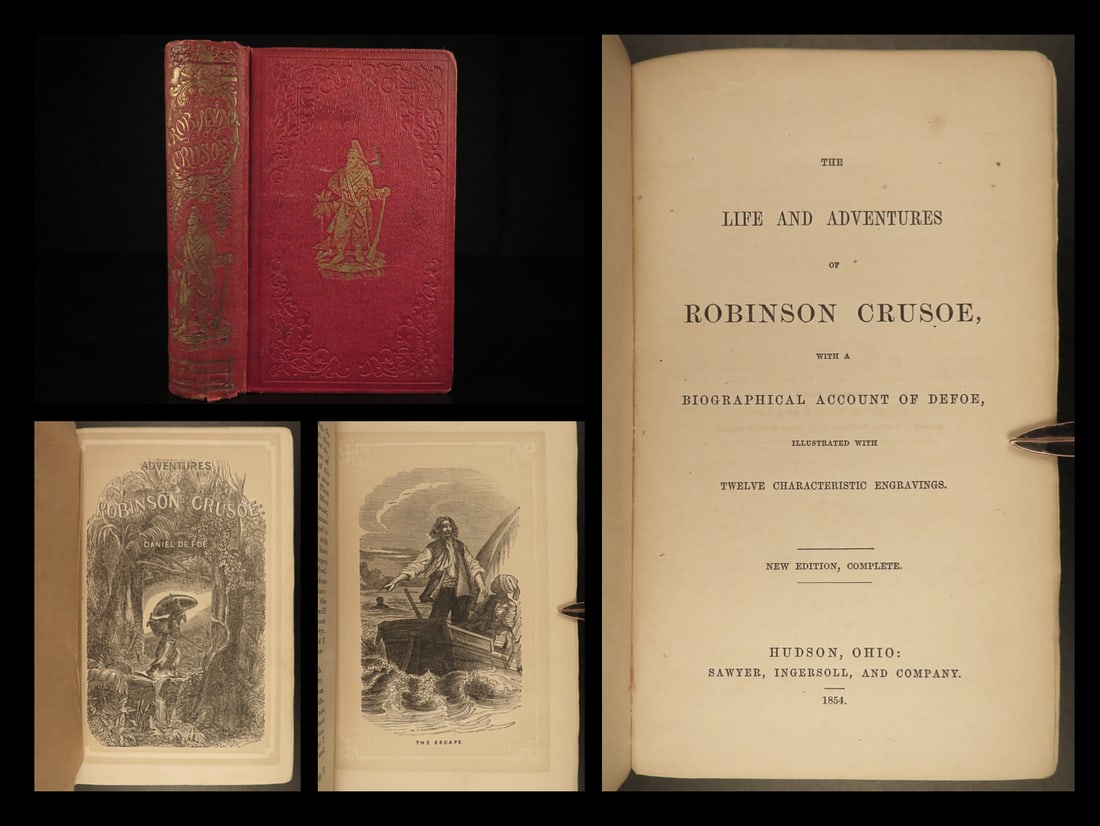 ROBINSON
CRUSOE
THE
LIFE AND ADVENTURES
OF
ROBINSON CRUSOE,
WITH A
BIOGRAPHICAL ACCOUNT OF DEFOE,
ILLUSTRATED WITH
TWELVE CHARACTERISTIC ENGRAVINGS.
NEW EDITION, COMPLETE.
HUDSON, OHIO:
SAWYER, INGERSOLL, AND COMPANY.
1854.
ADVENTURES
ROBINSON CRUSOE
DANIEL DE FOE
THE ESCAPE.